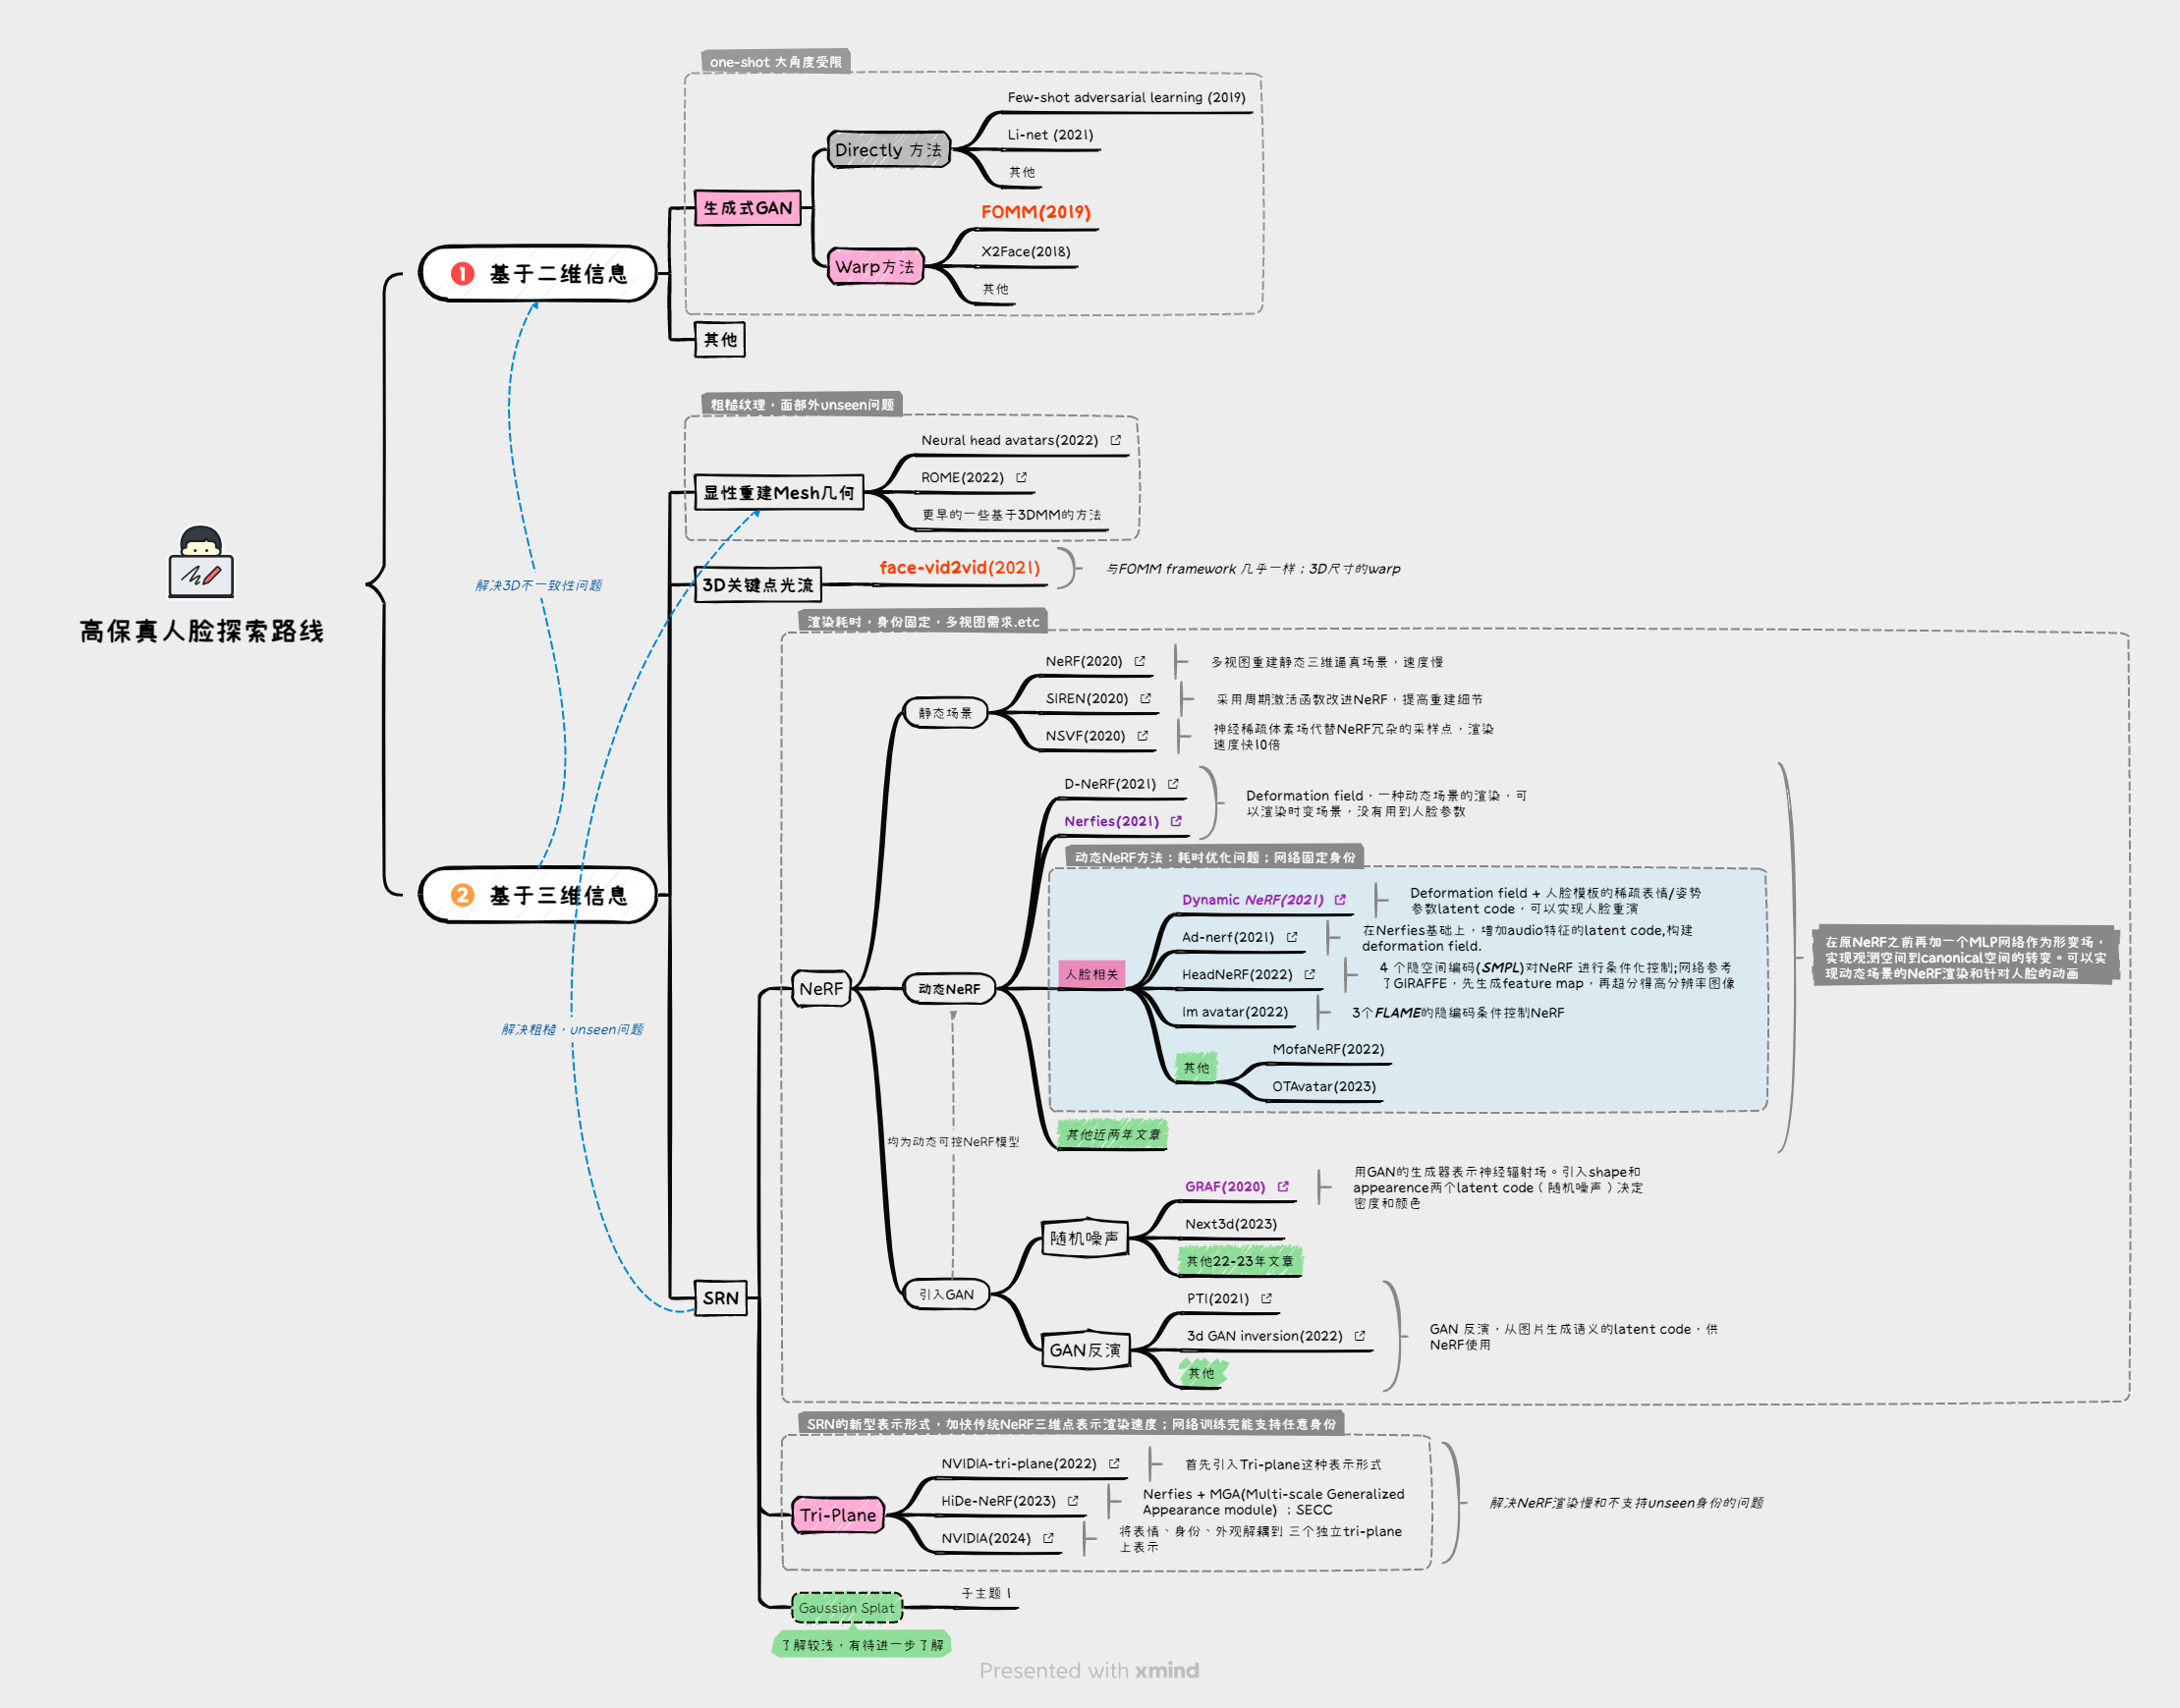 one-shot 大角度受限
Few-shot adversarial learning (2019)
Li-net (2021)
其他
Directly 方法
生成式GAN
FOMM(2019)
X2Face(2018)
其他
Warp方法
1 基于二维信息
其他
粗糙纹理，面部外unseen问题
Neural head avatars(2022)
ROME(2022)
更早的一些基于3DMM的方法
显性重建Mesh几何
face-vid2vid(2021)
与FOMM framework 几乎一样；3D尺寸的warp
3D关键点光流
解决3D不一致性问题
高保真人脸探索路线
渲染耗时，身份固定，多视图需求.etc
NeRF(2020)
多视图重建静态三维逼真场景，速度慢
SIREN(2020)
采用周期激活函数改进NeRF，提高重建细节
NSVF(2020)
神经稀疏体素场代替NeRF冗杂的采样点，渲染
速度快10倍
静态场景
D-NeRF(2021)
Nerfies(2021)
Deformation field，一种动态场景的渲染，可
以渲染时变场景，没有用到人脸参数
动态NeRF方法：耗时优化问题；网络固定身份
Dynamic NeRF(2021)
Deformation field + 人脸模板的稀疏表情/姿势
参数latent code，可以实现人脸重演
Ad-nerf(2021)
在Nerfies基础上，增加audio特征的latent code,构建
deformation field.
HeadNeRF(2022)
4 个隐空间编码(SMPL)对NeRF 进行条件化控制;网络参考
了GIRAFFE，先生成feature map，再超分得高分辨率图像
Im avatar(2022)
3个FLAME的隐编码条件控制NeRF
其他
MofaNeRF(2022)
OTAvatar(2023)
人脸相关
其他近两年文章
在原NeRF之前再加一个MLP网络作为形变场，
实现观测空间到canonical空间的转变。可以实
现动态场景的NeRF渲染和针对人脸的动画
2 基于三维信息
NeRF
动态NeRF
解决粗糙，unseen问题
均为动态可控NeRF模型
GRAF(2020)
用GAN的生成器表示神经辐射场。引入shape和
appearence两个latent code（随机噪声）决定
密度和颜色
Next3d(2023)
其他22-23年文章
随机噪声
引入GAN
PTI(2021)
3d GAN inversion(2022)
其他
GAN反演
GAN 反演，从图片生成语义的latent code，供
NeRF使用
SRN
SRN的新型表示形式，加快传统NeRF三维点表示渲染速度；网络训练完能支持任意身份
NVIDIA-tri-plane(2022)
首先引入Tri-plane这种表示形式
HiDe-NeRF(2023)
Nerfies + MGA(Multi-scale Generalized
Appearance module) ；SECC
NVIDIA(2024)
将表情、身份、外观解耦到 三个独立tri-plane
上表示
Tri-Plane
解决NeRF渲染慢和不支持unseen身份的问题
Gaussian Splat
子主题 1
了解较浅，有待进一步了解
Presented with xmind